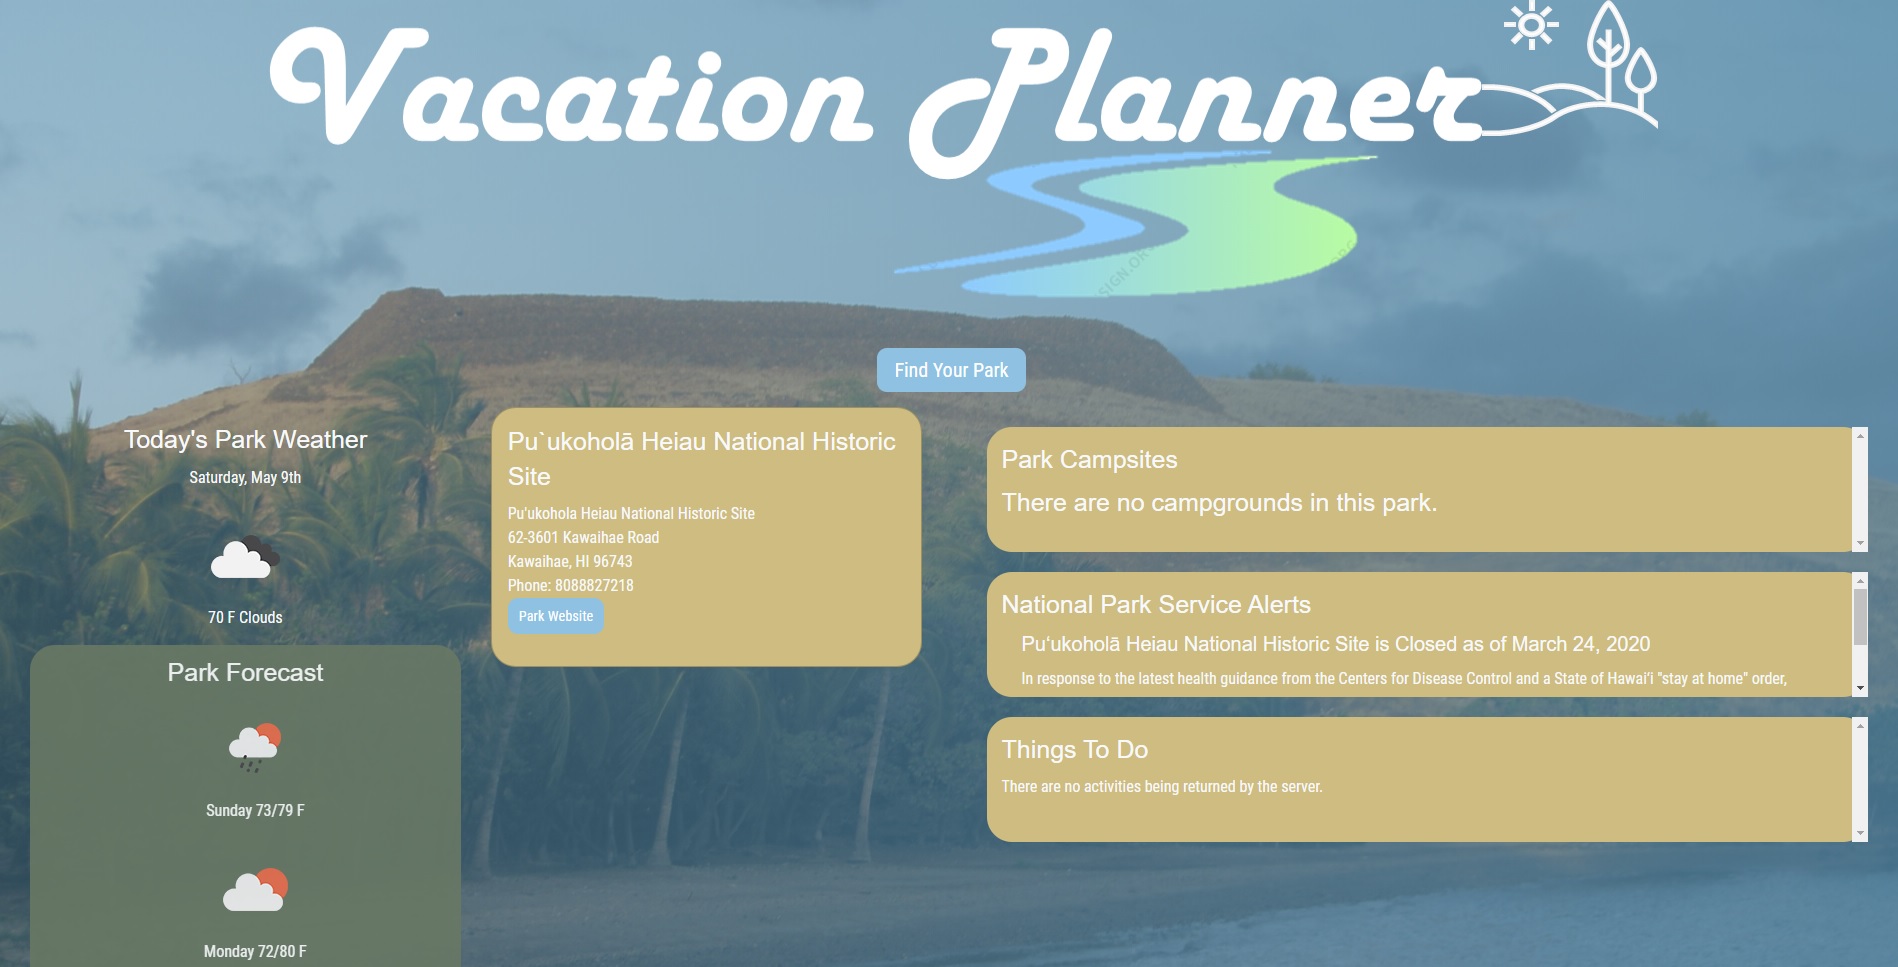 Vacation Planner
SIGN.OR
ORG
Find Your Park
Today's Park Weather
Saturday, May 9th
70 F Clouds
Park Forecast
Sunday 73/79 F
Monday 72/80 F
Pu`ukoholā Heiau National Historic
Site
Pu'ukohola Heiau National Historic Site
62-3601 Kawaihae Road
Kawaihae, HI 96743
Phone: 8088827218
Park Website
Park Campsites
There are no campgrounds in this park.
National Park Service Alerts
Puʻukoholā Heiau National Historic Site is Closed as of March 24, 2020
In response to the latest health guidance from the Centers for Disease Control and a State of Hawaiʻi "stay at home" order,
Things To Do
There are no activities being returned by the server.